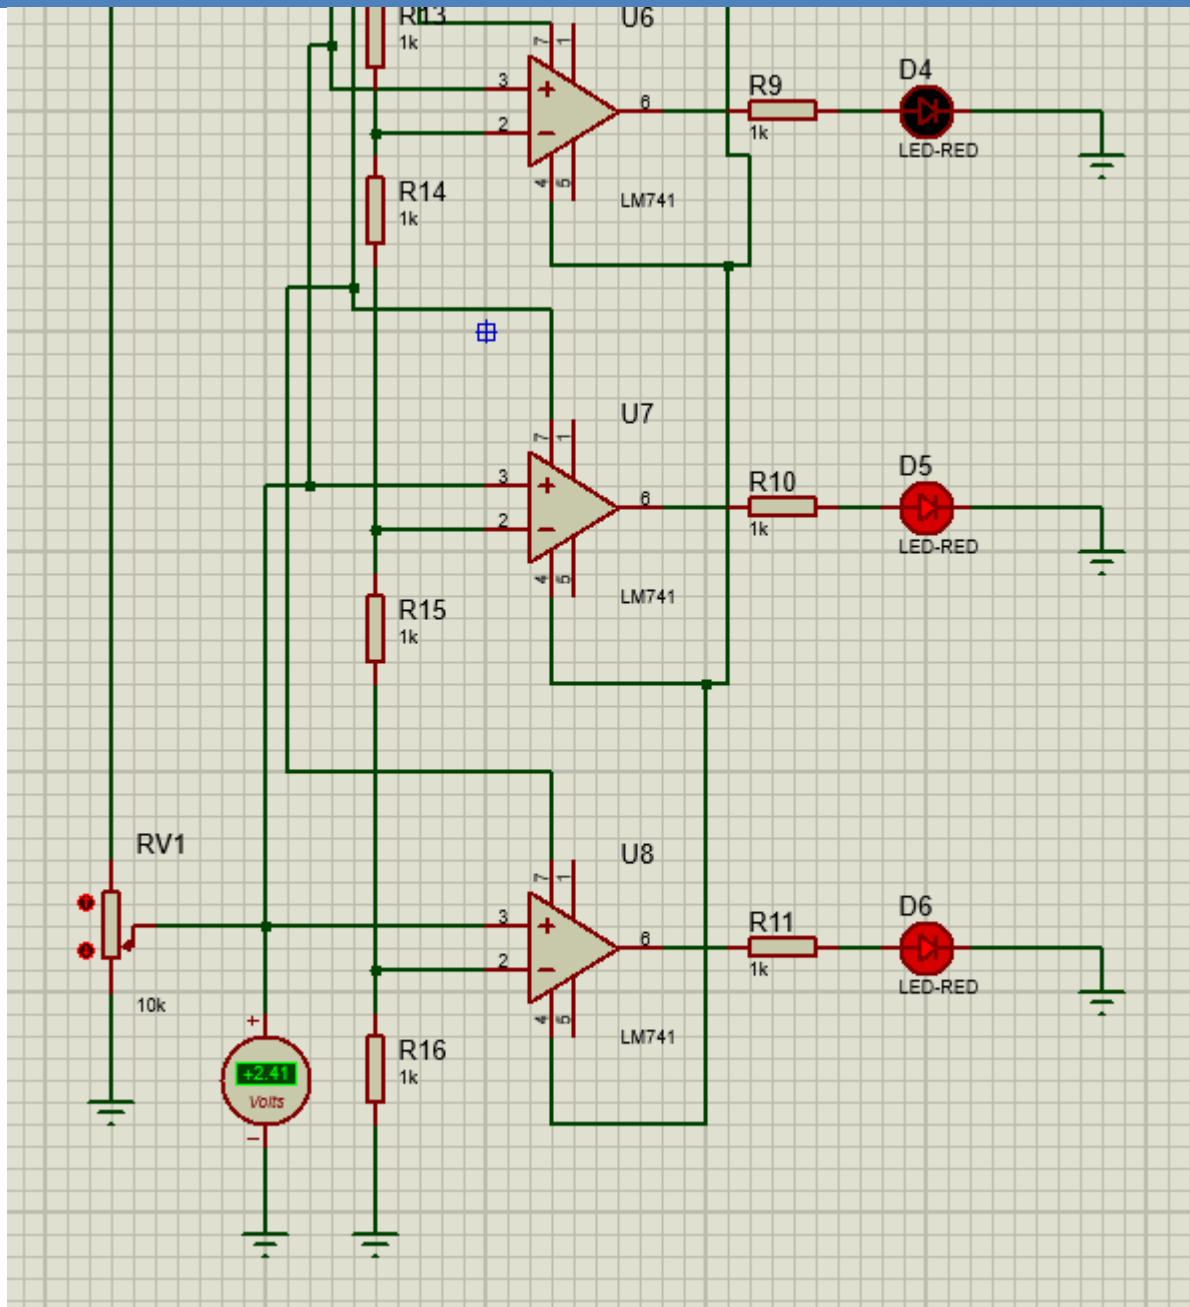 R13
1k
U6
7
1
3
2
6
4
5
LM741
R9
1k
D4
LED-RED
R14
1k
U7
7
1
3
2
6
4
5
LM741
R10
1k
D5
LED-RED
R15
1k
RV1
10k
U8
7
1
3
2
6
4
5
LM741
R11
1k
D6
LED-RED
+
+2.41
Volts
−
R16
1k